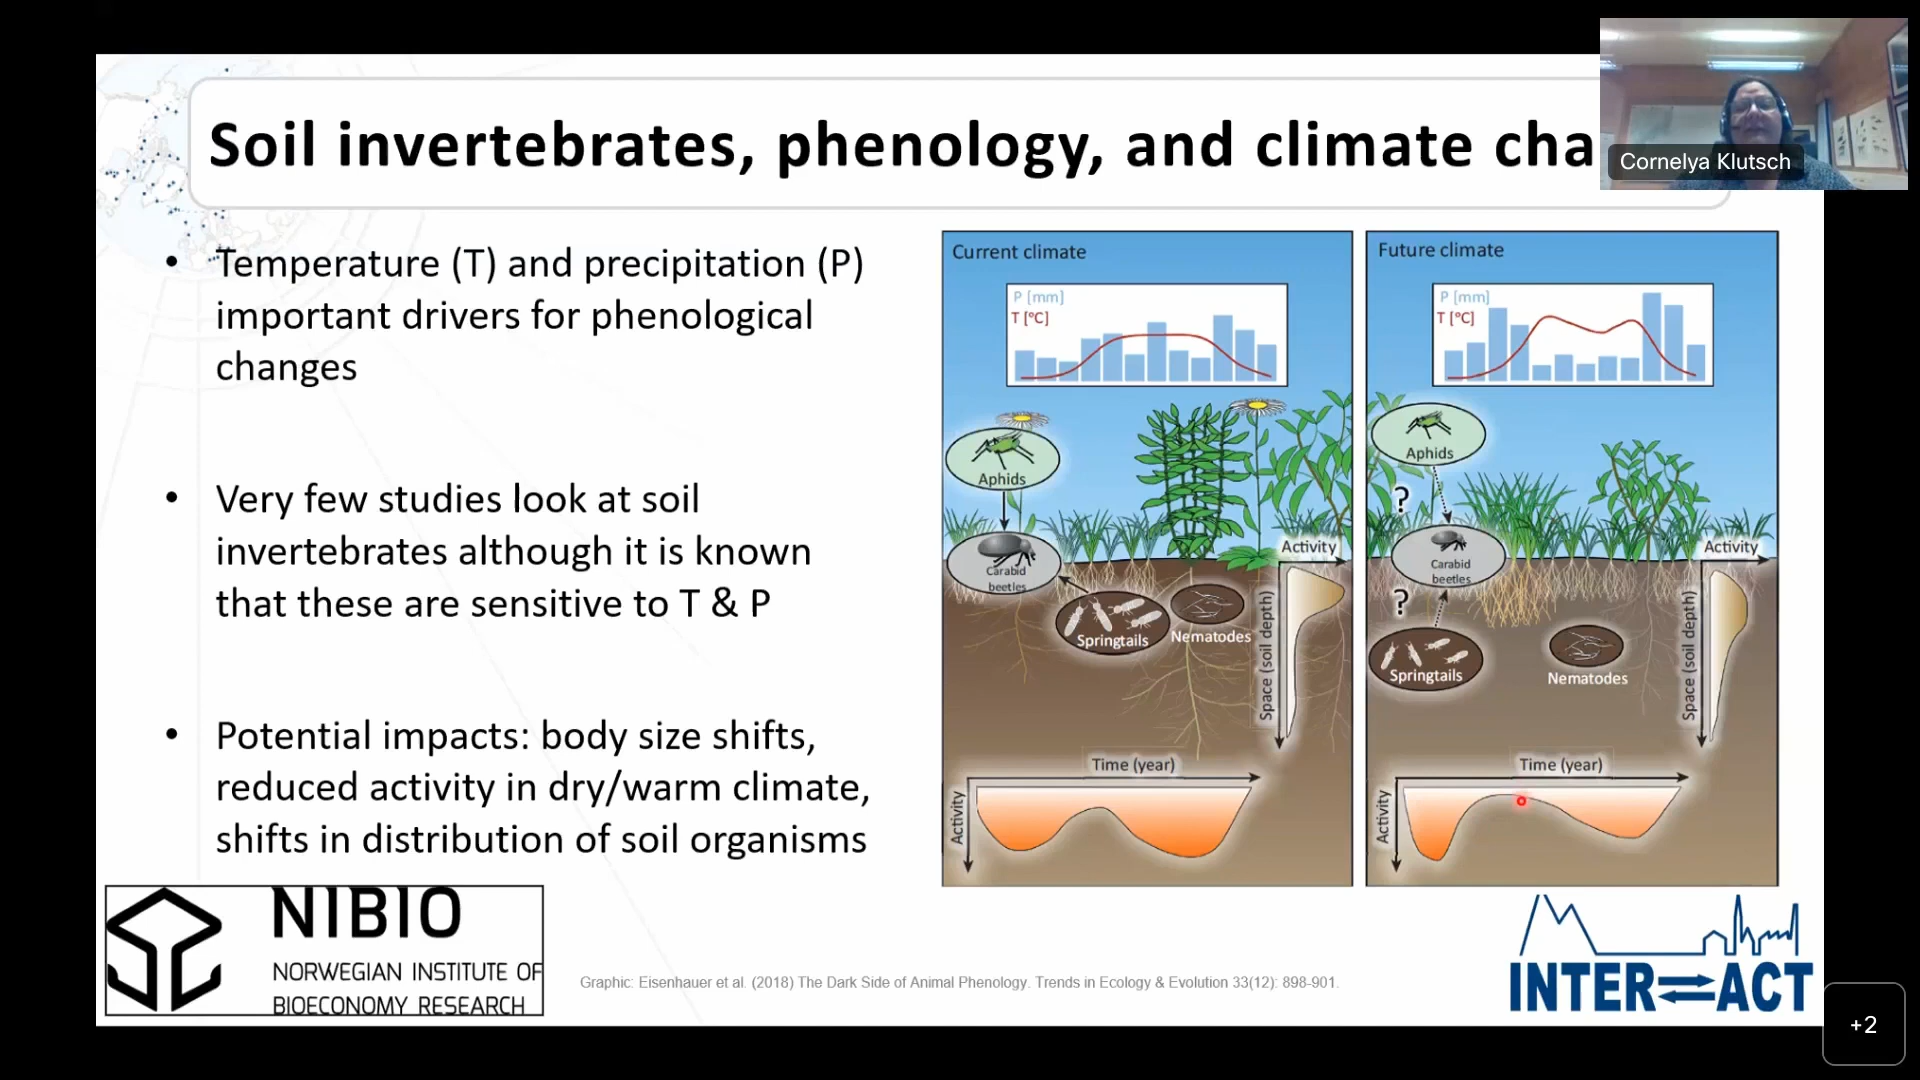 Soil invertebrates, phenology, and climate cha
Cornelya Klutsch
• Temperature (T) and precipitation (P)
important drivers for phenological
changes
• Very few studies look at soil
invertebrates although it is known
that these are sensitive to T & P
• Potential impacts: body size shifts,
reduced activity in dry/warm climate,
shifts in distribution of soil organisms
Current climate
P [mm]
T [°C]
Aphids
Carabid
beetles
Springtails
Nematodes
Activity
Space (soil depth)
Time (year)
Activity
Future climate
P [mm]
T [°C]
Aphids
?
Carabid
beetles
?
Springtails
Nematodes
Activity
Space (soil depth)
Time (year)
Activity
NIBIO
NORWEGIAN INSTITUTE OF
BIOECONOMY RESEARCH
Graphic: Eisenhauer et al. (2018) The Dark Side of Animal Phenology. Trends in Ecology & Evolution 33(12): 898-901.
INTERACT
+2